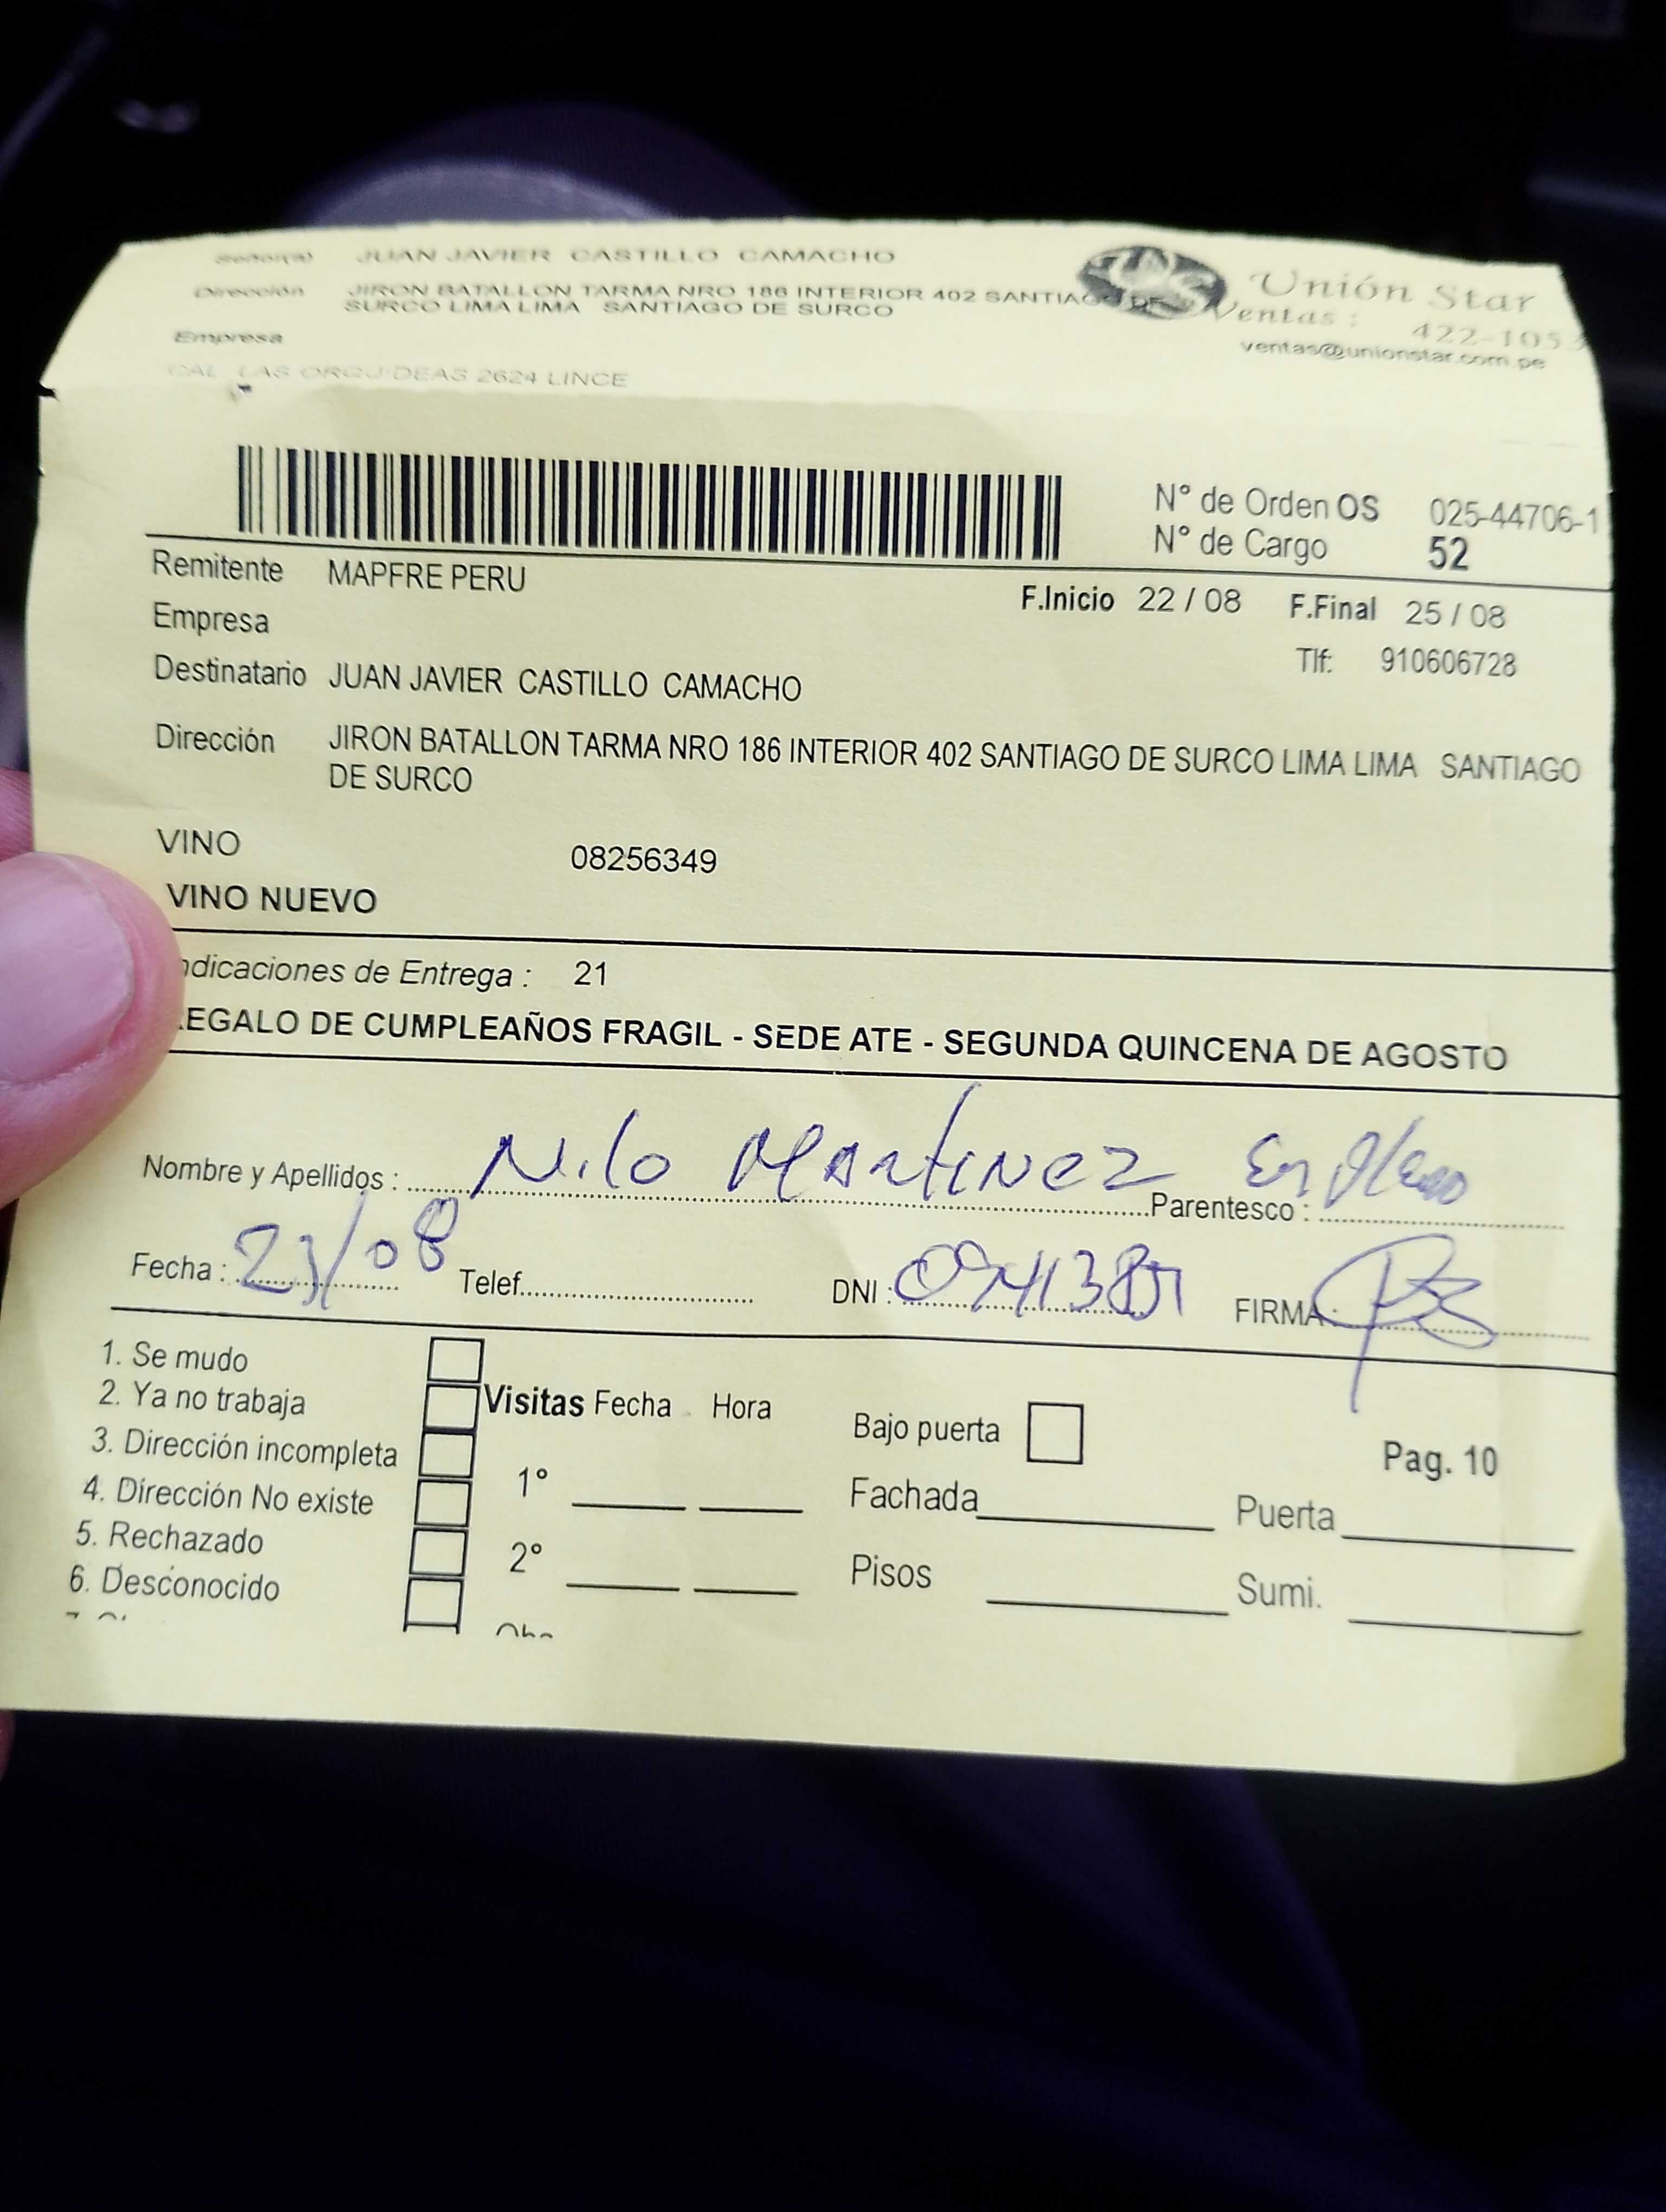 Señor(a) JUAN JAVIER CASTILLO CAMACHO
Unión Star
Dirección JIRON BATALLON TARMA NRO 186 INTERIOR 402 SANTIAGO DE
SURCO LIMA LIMA SANTIAGO DE SURCO
Ventas : 422-1053
Empresa
ventas@unionstar.com.pe
CAL LAS ORQUIDEAS 2624 LINCE
N° de Orden OS 025-44706-1
N° de Cargo 52
Remitente MAPFRE PERU
F.Inicio 22 / 08 F.Final 25 / 08
Empresa
Tlf: 910606728
Destinatario JUAN JAVIER CASTILLO CAMACHO
Dirección JIRON BATALLON TARMA NRO 186 INTERIOR 402 SANTIAGO DE SURCO LIMA LIMA SANTIAGO
DE SURCO
VINO 08256349
VINO NUEVO
ndicaciones de Entrega : 21
EGALO DE CUMPLEAÑOS FRAGIL - SEDE ATE - SEGUNDA QUINCENA DE AGOSTO
Nombre y Apellidos : Nilo Martinez Parentesco :
Fecha : 23/08 Telef. DNI : FIRMA :
1. Se mudo
2. Ya no trabaja
3. Dirección incompleta
4. Dirección No existe
5. Rechazado
6. Desconocido
Visitas Fecha Hora
1°
2°
Bajo puerta
Pag. 10
Fachada Puerta
Pisos Sumi.